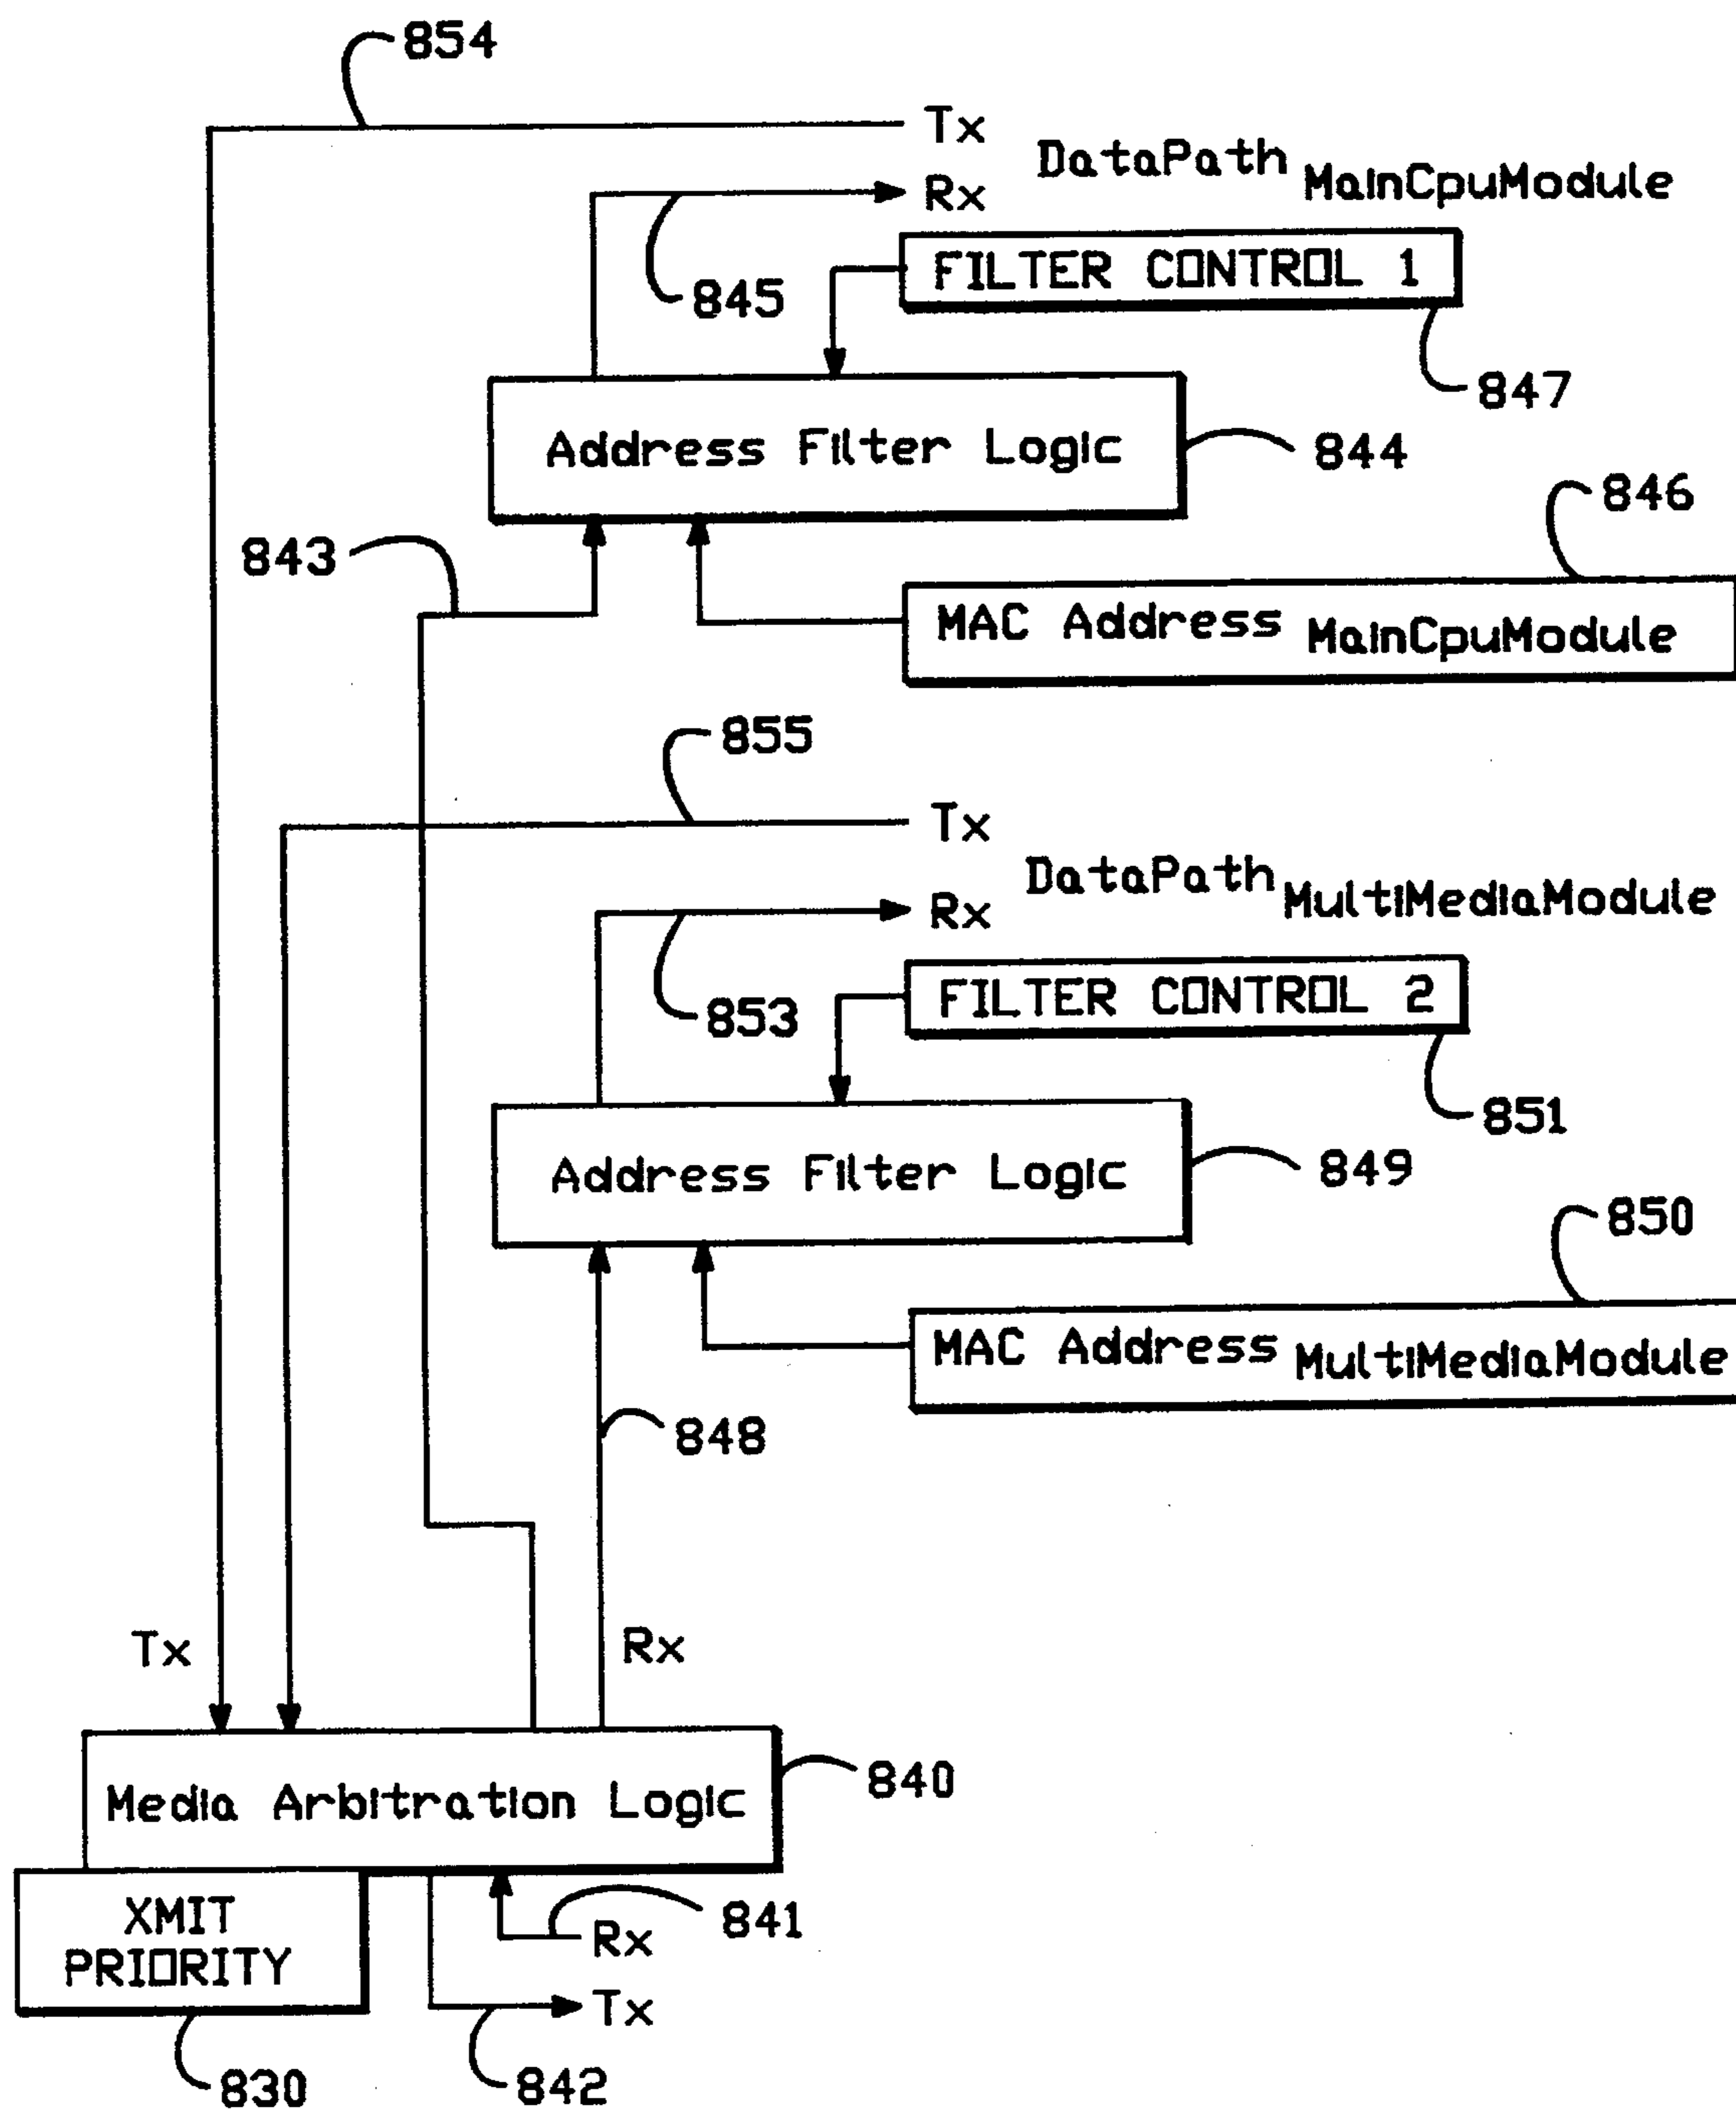 854
Tx
DataPath MainCpuModule
Rx
845
FILTER CONTROL 1
847
Address Filter Logic
844
846
843
MAC Address MainCpuModule
855
Tx
DataPath MultiMediaModule
Rx
853
FILTER CONTROL 2
851
Address Filter Logic
849
850
MAC Address MultiMediaModule
848
Tx
Rx
840
Media Arbitration Logic
XMIT
PRIORITY
841
Rx
Tx
830
842